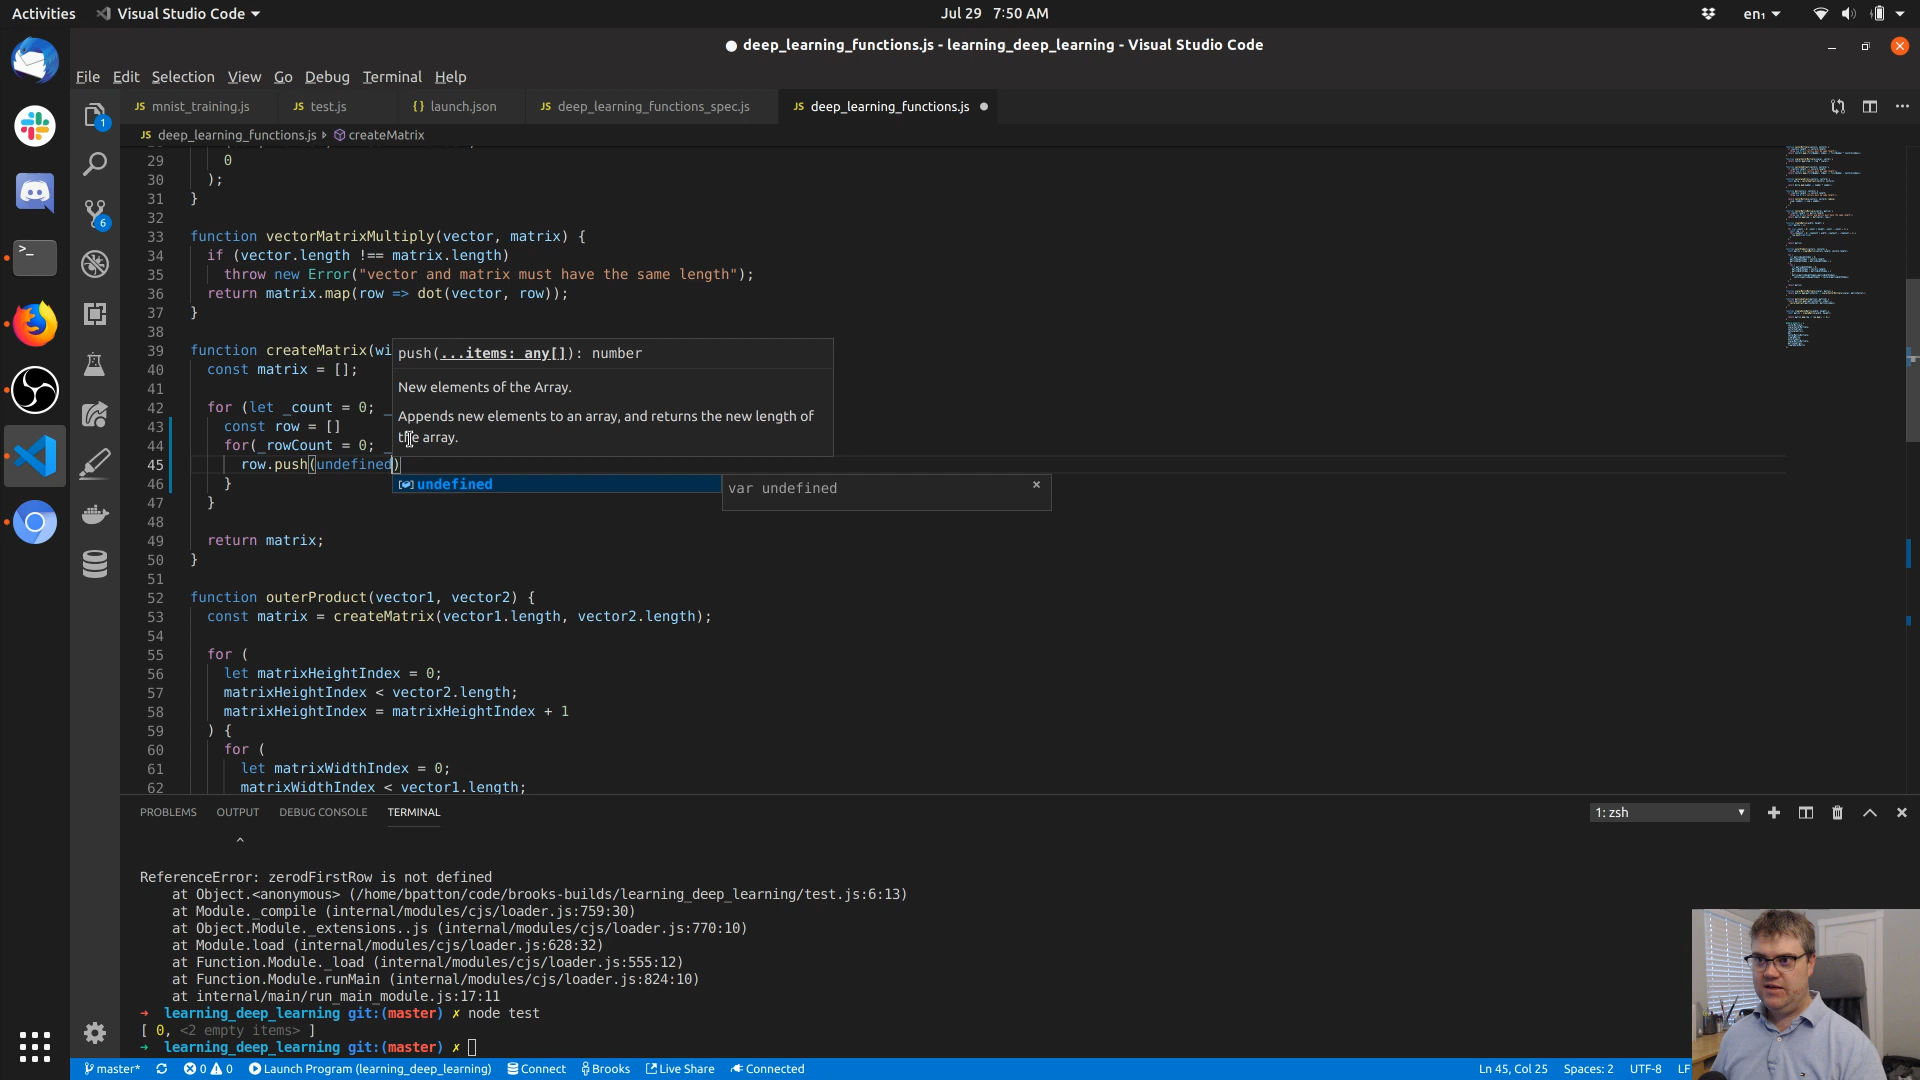 Activities Visual Studio Code Jul 29 7:50 AM en₁
● deep_learning_functions.js - learning_deep_learning - Visual Studio Code
File Edit Selection View Go Debug Terminal Help
JS mnist_training.js JS test.js {} launch.json JS deep_learning_functions_spec.js JS deep_learning_functions.js ●
JS deep_learning_functions.js createMatrix
29 0
30 );
31 }
32
33 function vectorMatrixMultiply(vector, matrix) {
34 if (vector.length !== matrix.length)
35 throw new Error("vector and matrix must have the same length");
36 return matrix.map(row => dot(vector, row));
37 }
38
39 function createMatrix(wi
40 const matrix = [];
41
42 for (let _count = 0; _
43 const row = []
44 for(_rowCount = 0; _
45 row.push(undefined)
46 }
47 }
48
49 return matrix;
50 }
51
52 function outerProduct(vector1, vector2) {
53 const matrix = createMatrix(vector1.length, vector2.length);
54
55 for (
56 let matrixHeightIndex = 0;
57 matrixHeightIndex < vector2.length;
58 matrixHeightIndex = matrixHeightIndex + 1
59 ) {
60 for (
61 let matrixWidthIndex = 0;
62 matrixWidthIndex < vector1.length;
push(...items: any[]): number
New elements of the Array.
Appends new elements to an array, and returns the new length of
the array.
undefined var undefined ×
1
6
PROBLEMS OUTPUT DEBUG CONSOLE TERMINAL 1: zsh
^
ReferenceError: zerodFirstRow is not defined
at Object.<anonymous> (/home/bpatton/code/brooks-builds/learning_deep_learning/test.js:6:13)
at Module._compile (internal/modules/cjs/loader.js:759:30)
at Object.Module._extensions..js (internal/modules/cjs/loader.js:770:10)
at Module.load (internal/modules/cjs/loader.js:628:32)
at Function.Module._load (internal/modules/cjs/loader.js:555:12)
at Function.Module.runMain (internal/modules/cjs/loader.js:824:10)
at internal/main/run_main_module.js:17:11
→ learning_deep_learning git:(master) ✗ node test
[ 0, <2 empty items> ]
→ learning_deep_learning git:(master) ✗
master* 0 0 Launch Program (learning_deep_learning) Connect Brooks Live Share Connected Ln 45, Col 25 Spaces: 2 UTF-8 LF